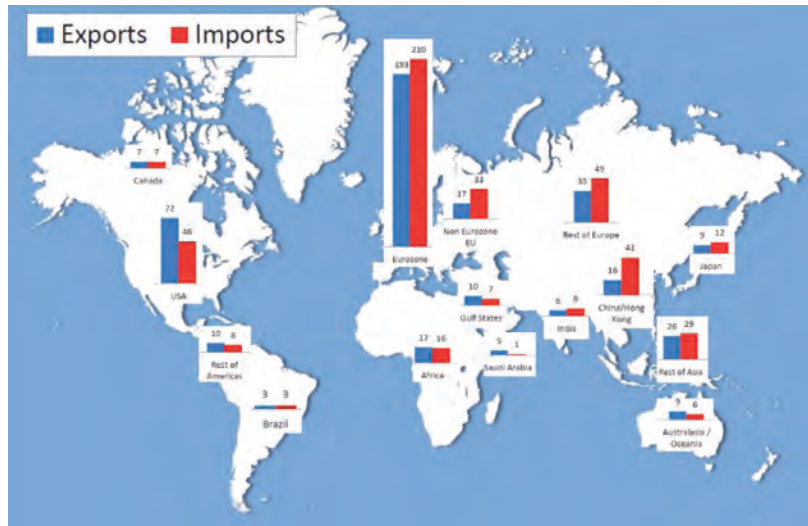 Exports Imports
193 210
Eurozone
7 7
Canada
72 46
USA
17 33
Non Eurozone
EU
35 49
Rest of Europe
9 12
Japan
16 41
China/Hong
Kong
10 7
Gulf States
6 8
India
10
Rest of
Americas
17 16
Africa
5 1
Saudi Arabia
26 29
Rest of Asia
3 3
Brazil
9 6
Australasia /
Oceania